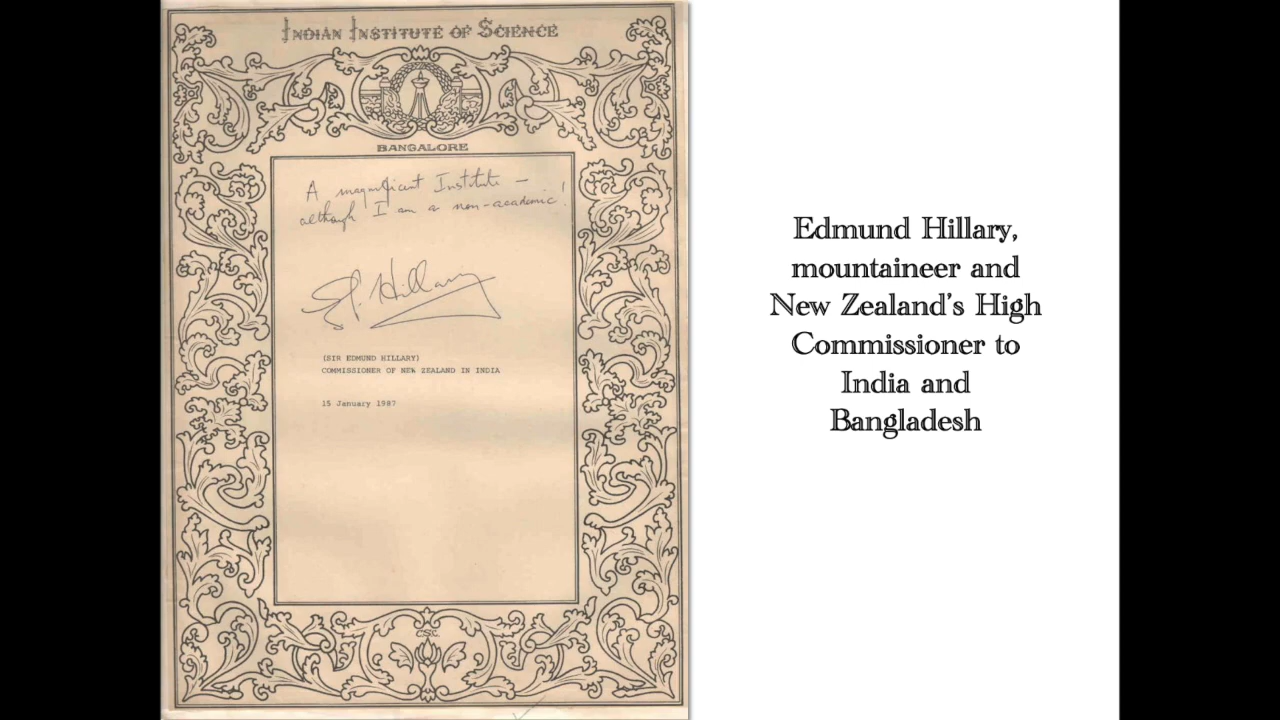 INDIAN INSTITUTE OF SCIENCE
BANGALORE
A magnificent Institute –
although I am a non-academic!
E.P. Hillary
(SIR EDMUND HILLARY)
COMMISSIONER OF NEW ZEALAND IN INDIA
15 January 1987
CSC.
Edmund Hillary,
mountaineer and
New Zealand's High
Commissioner to
India and
Bangladesh